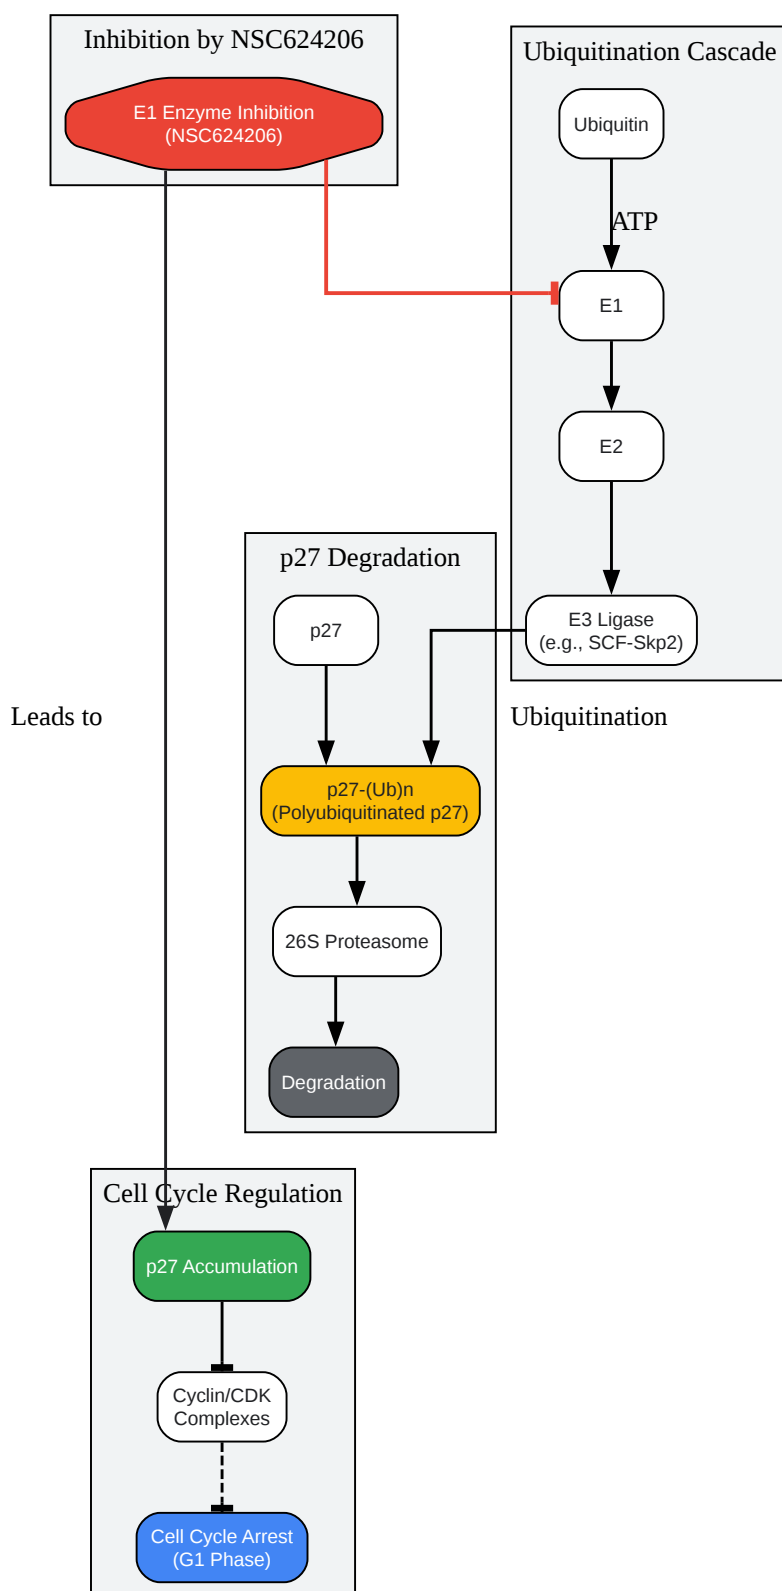 Inhibition by NSC624206
E1 Enzyme Inhibition
(NSC624206)
Ubiquitination Cascade
Ubiquitin
ATP
E1
E2
E3 Ligase
(e.g., SCF-Skp2)
p27 Degradation
p27
Leads to
Ubiquitination
p27-(Ub)n
(Polyubiquitinated p27)
26S Proteasome
Degradation
Cell Cycle Regulation
p27 Accumulation
Cyclin/CDK
Complexes
Cell Cycle Arrest
(G1 Phase)